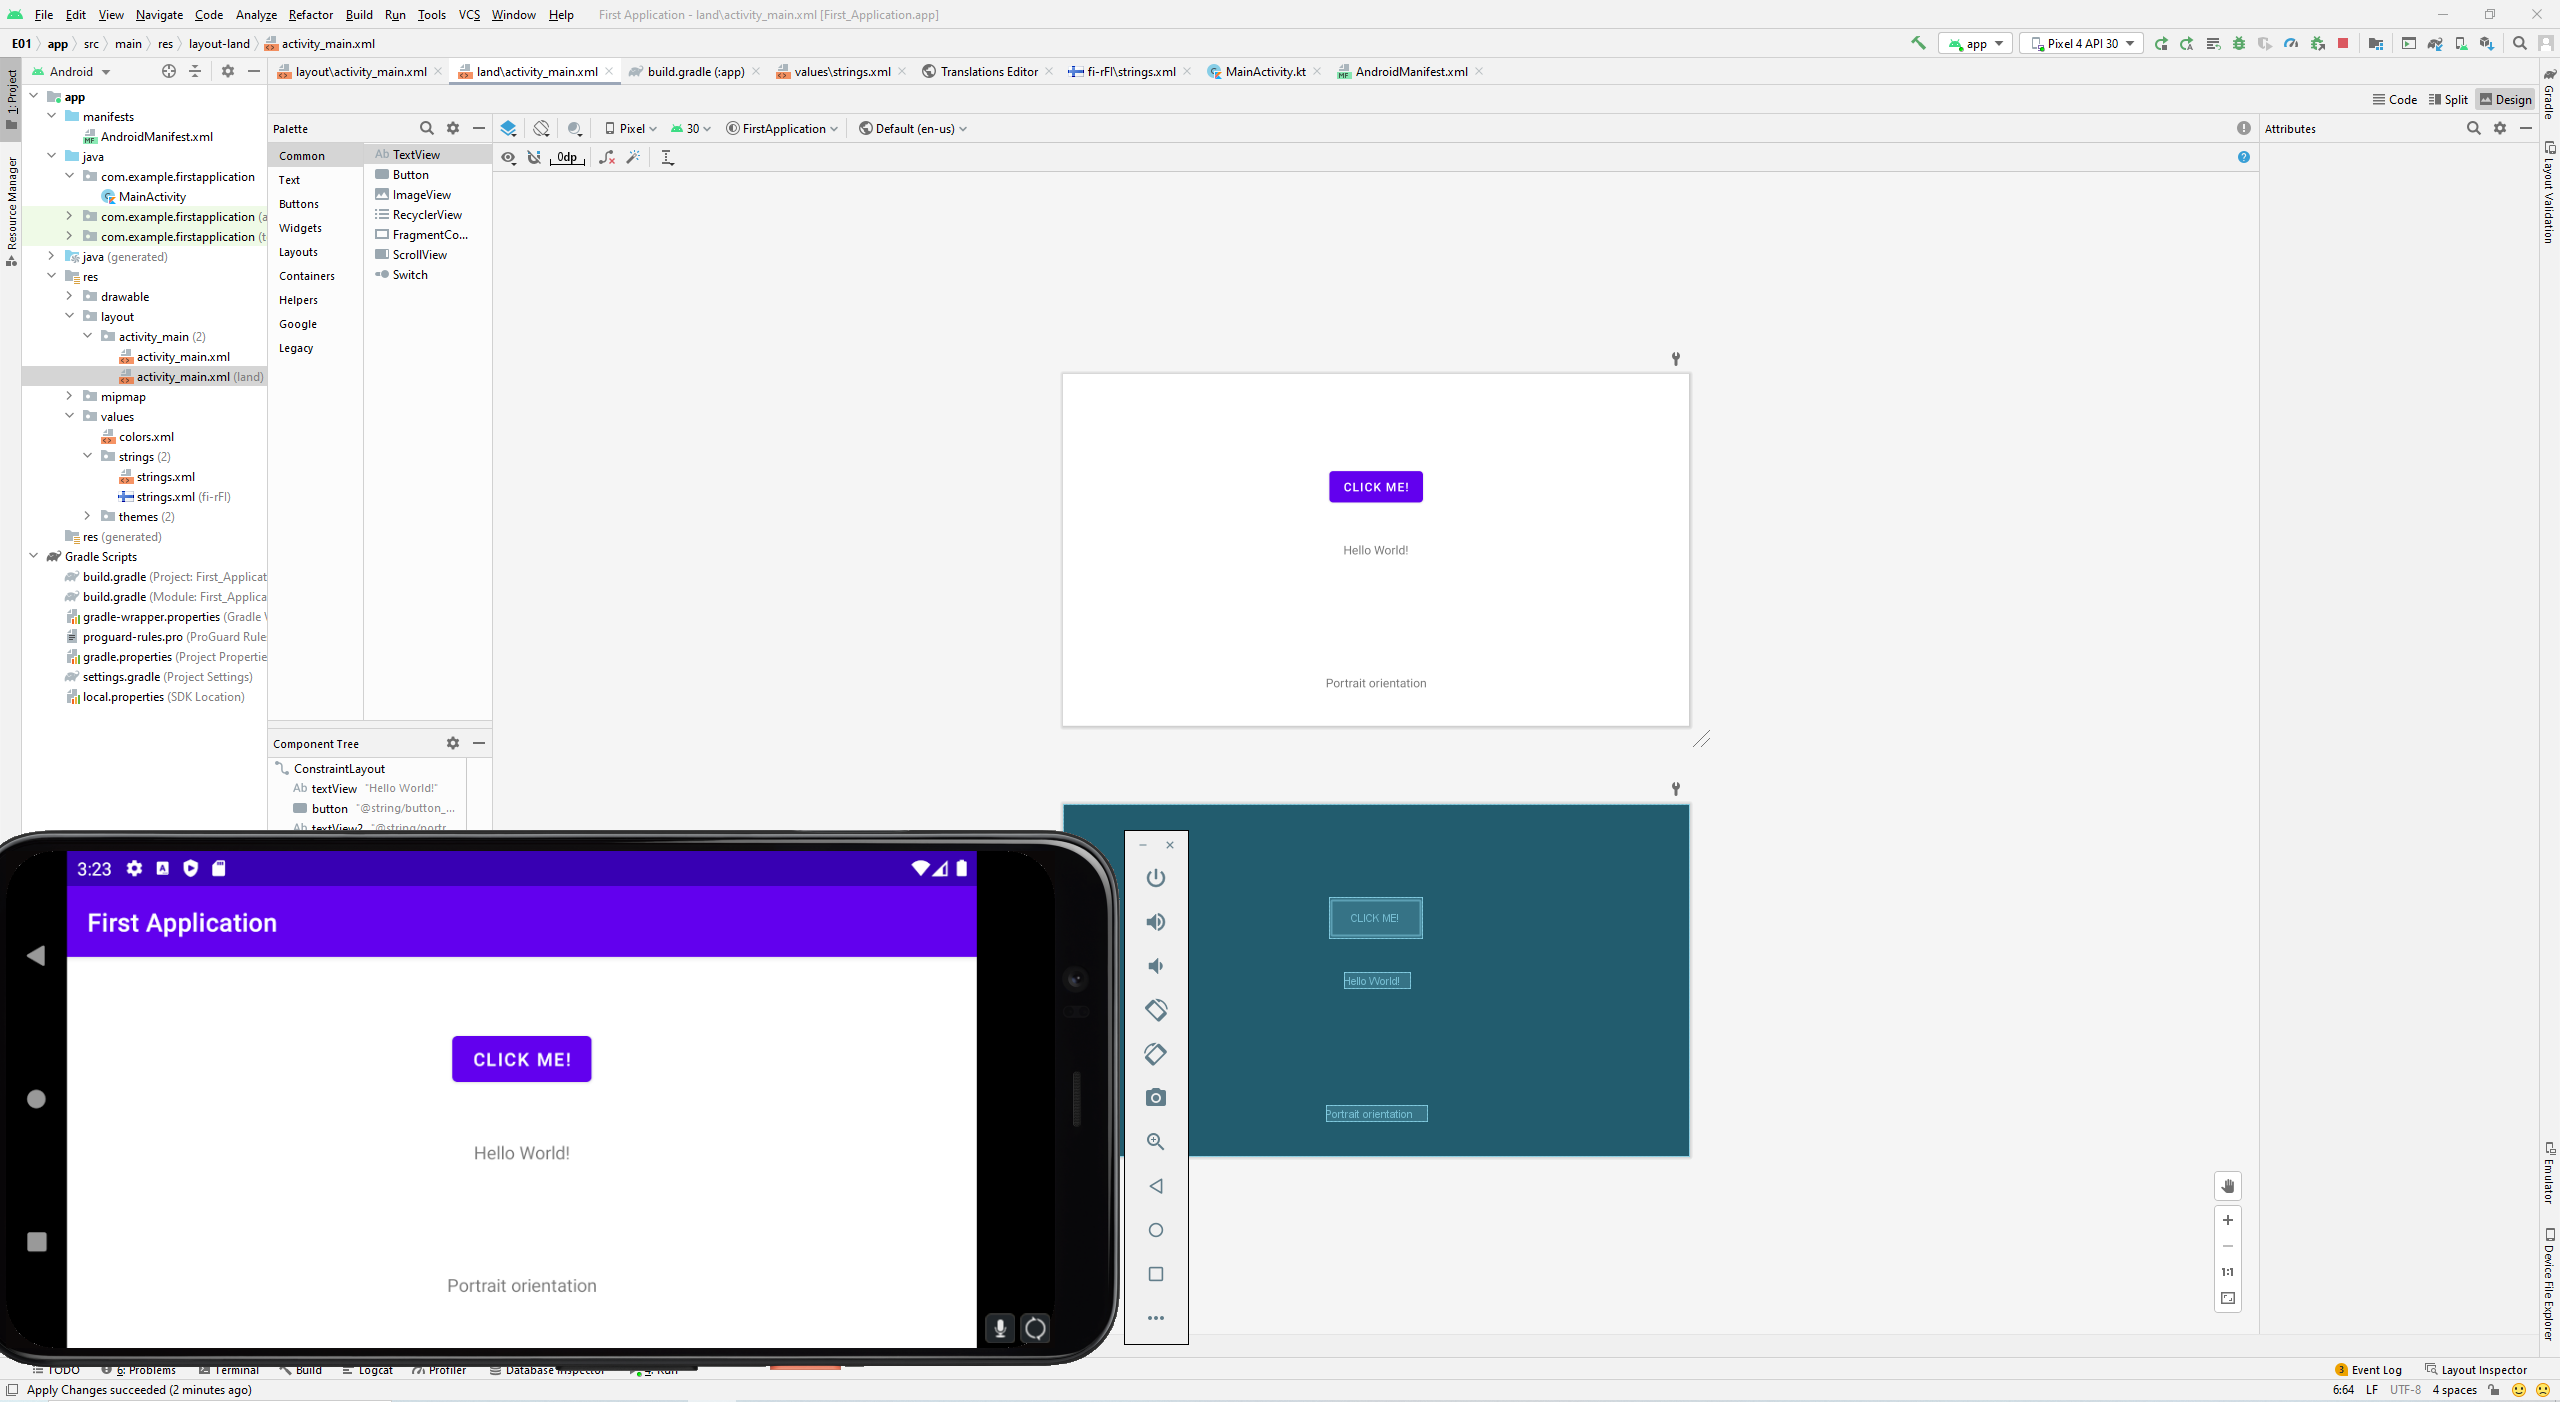 File Edit View Navigate Code Analyze Refactor Build Run Tools VCS Window Help First Application - land\activity_main.xml [First_Application.app]
E01 app src main res layout-land activity_main.xml app Pixel 4 API 30
Android layout\activity_main.xml land\activity_main.xml build.gradle (:app) values\strings.xml Translations Editor fi-rFI\strings.xml MainActivity.kt AndroidManifest.xml
Code Split Design
1: Project
Resource Manager
app
manifests
AndroidManifest.xml
java
com.example.firstapplication
MainActivity
com.example.firstapplication (a
com.example.firstapplication (t
java (generated)
res
drawable
layout
activity_main (2)
activity_main.xml
activity_main.xml (land)
mipmap
values
colors.xml
strings (2)
strings.xml
strings.xml (fi-rFI)
themes (2)
res (generated)
Gradle Scripts
build.gradle (Project: First_Applicat
build.gradle (Module: First_Applica
gradle-wrapper.properties (Gradle V
proguard-rules.pro (ProGuard Rule
gradle.properties (Project Propertie
settings.gradle (Project Settings)
local.properties (SDK Location)
Palette
Common
Text
Buttons
Widgets
Layouts
Containers
Helpers
Google
Legacy
Ab TextView
Button
ImageView
RecyclerView
FragmentCo...
ScrollView
Switch
Pixel 30 FirstApplication Default (en-us)
0dp
Attributes
Gradle
Layout Validation
CLICK ME!
Hello World!
Portrait orientation
Component Tree
ConstraintLayout
Ab textView "Hello World!"
button "@string/button_...
Ab textView2 "@string/portr
CLICK ME!
Hello World!
Portrait orientation
3:23
First Application
CLICK ME!
Hello World!
Portrait orientation
1:1
Emulator
Device File Explorer
TODO 6: Problems Terminal Build Logcat Profiler Database Inspector 4: Run
3 Event Log Layout Inspector
Apply Changes succeeded (2 minutes ago) 6:64 LF UTF-8 4 spaces